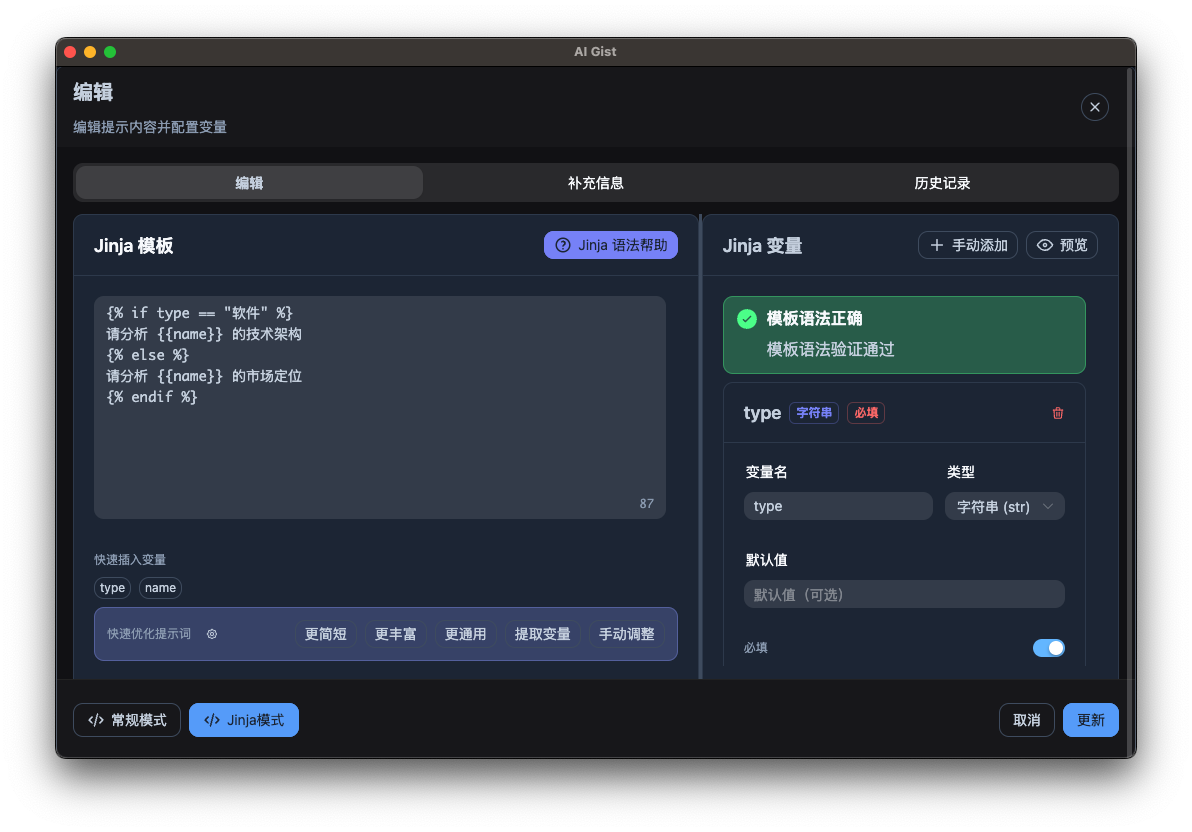 AI Gist
编辑
编辑提示内容并配置变量
编辑
补充信息
历史记录
Jinja 模板
Jinja 语法帮助
{% if type == "软件" %}
请分析 {{name}} 的技术架构
{% else %}
请分析 {{name}} 的市场定位
{% endif %}
87
快速插入变量
type name
快速优化提示词
更简短 更丰富 更通用 提取变量 手动调整
Jinja 变量
手动添加
预览
模板语法正确
模板语法验证通过
type 字符串 必填
变量名
类型
type
字符串 (str)
默认值
默认值（可选）
必填
</> 常规模式
</> Jinja模式
取消
更新